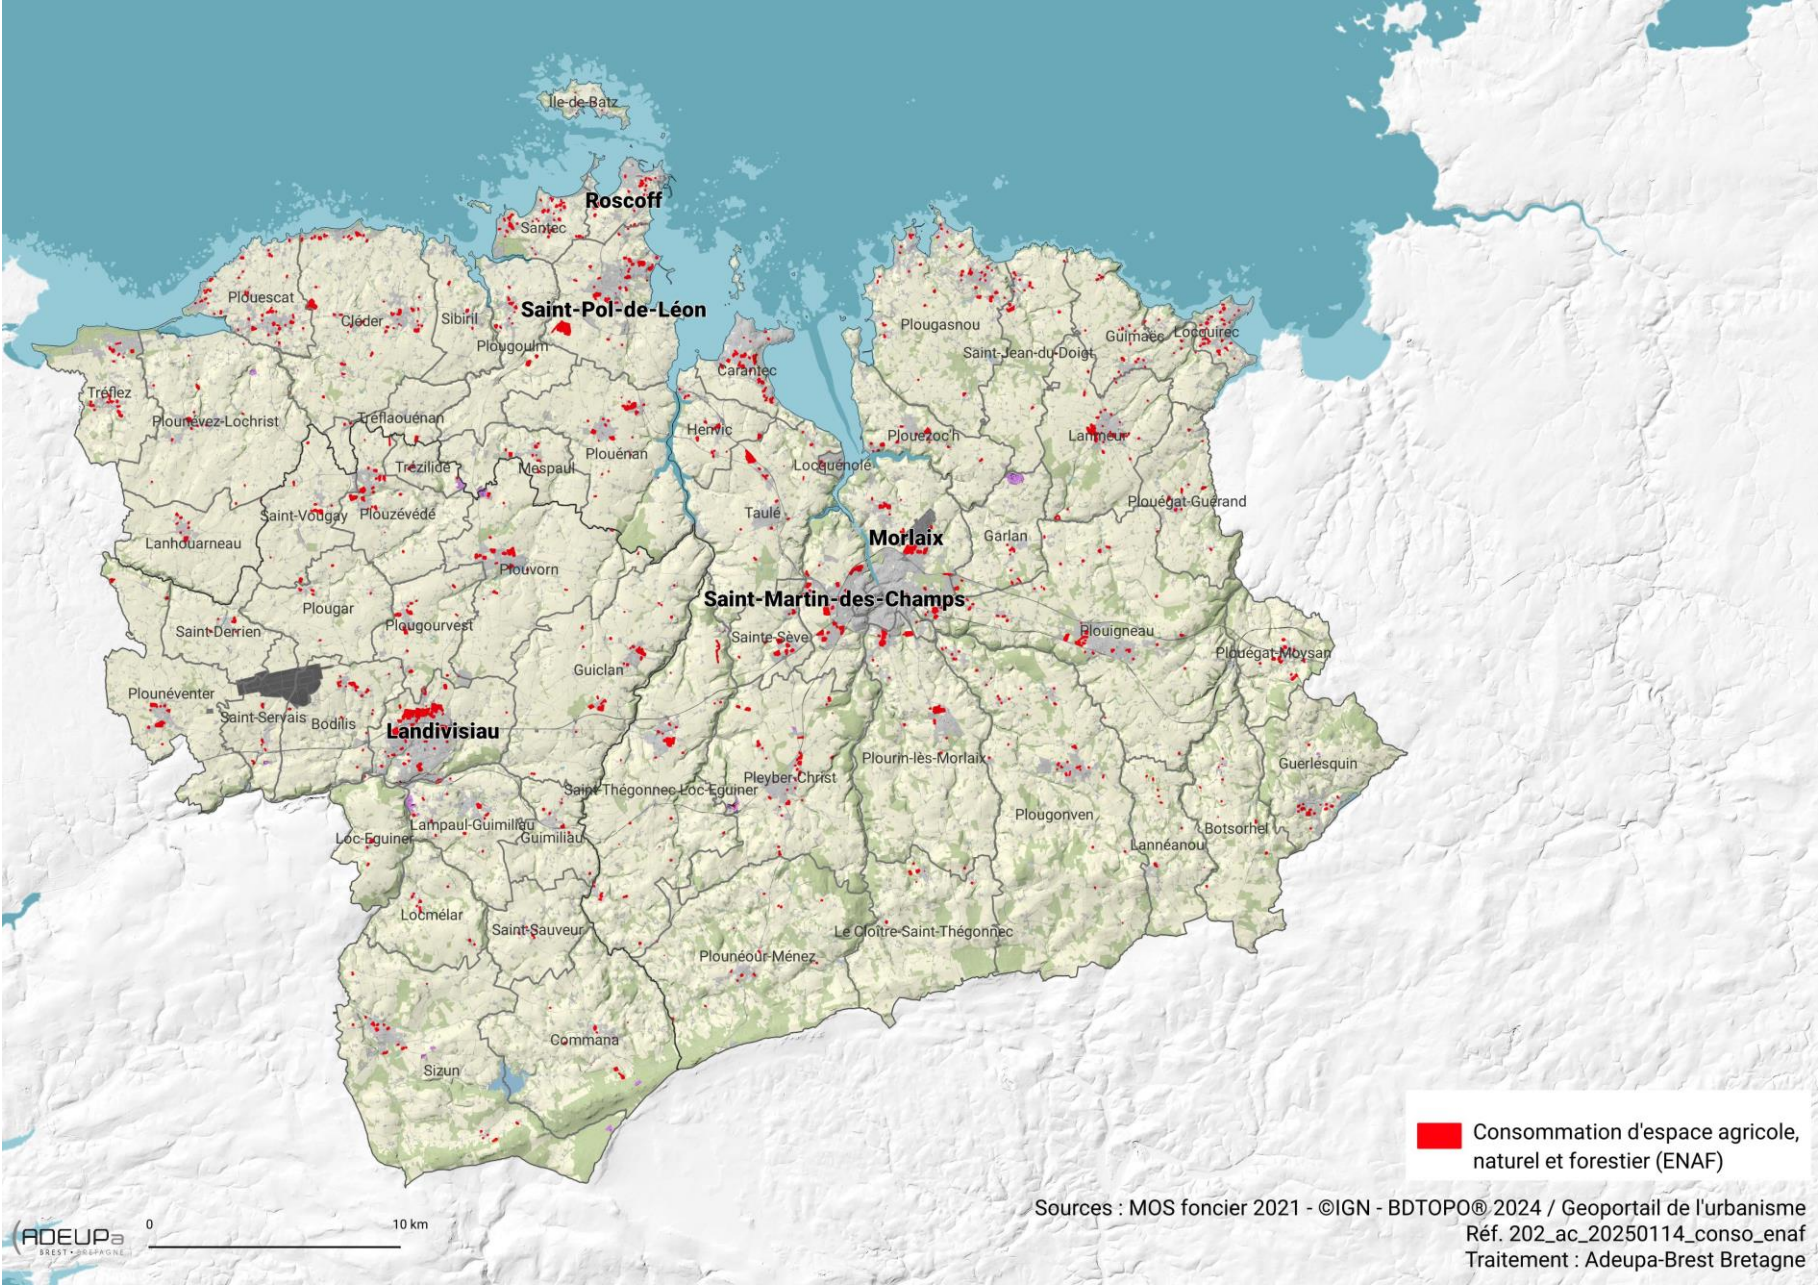 Île-de-Batz
Roscoff
Santec
Saint-Pol-de-Léon
Plouescat
Cléder
Sibiril
Plougoulm
Plougasnou
Guimaëc
Locquirec
Saint-Jean-du-Doigt
Carantec
Tréflez
Plounévez-Lochrist
Tréflaouénan
Henvic
Plouezoc'h
Lanmeur
Plouénan
Trézilidé
Mespaul
Locquénolé
Saint-Vougay
Plouzévédé
Taulé
Plouégat-Guérand
Lanhouarneau
Morlaix
Garlan
Plouvorn
Plougar
Saint-Martin-des-Champs
Saint-Derrien
Plougourvest
Sainte-Sève
Plouigneau
Plouégat-Moysan
Guiclan
Plounéventer
Saint-Servais
Bodilis
Landivisiau
Plourin-lès-Morlaix
Guerlesquin
Pleyber-Christ
Saint-Thégonnec Loc-Eguiner
Plougonven
Lampaul-Guimiliau
Guimiliau
Loc-Eguiner
Botsorhel
Lannéanou
Locmélar
Saint-Sauveur
Le Cloître-Saint-Thégonnec
Plounéour-Ménez
Commana
Sizun
Consommation d'espace agricole,
naturel et forestier (ENAF)
Sources : MOS foncier 2021 - ©IGN - BDTOPO® 2024 / Geoportail de l'urbanisme
Réf. 202_ac_20250114_conso_enaf
Traitement : Adeupa-Brest Bretagne
0 10 km
ADEUPa
BREST • BRETAGNE